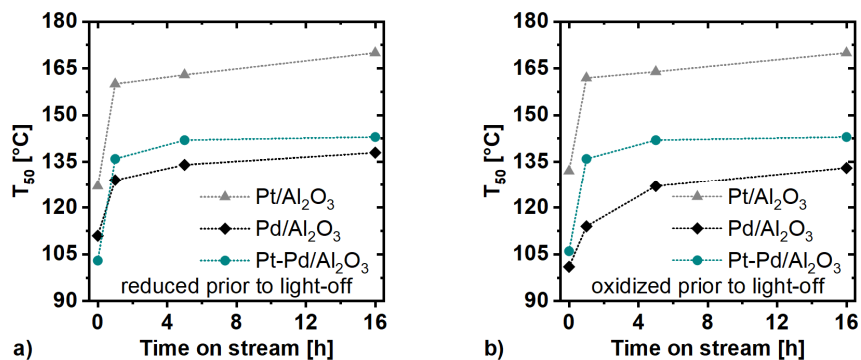 180
165
150
135
120
105
90
T50 [°C]
Pt/Al2O3
Pd/Al2O3
Pt-Pd/Al2O3
reduced prior to light-off
0 4 8 12 16
a) Time on stream [h]
180
165
150
135
120
105
90
T50 [°C]
Pt/Al2O3
Pd/Al2O3
Pt-Pd/Al2O3
oxidized prior to light-off
0 4 8 12 16
b) Time on stream [h]